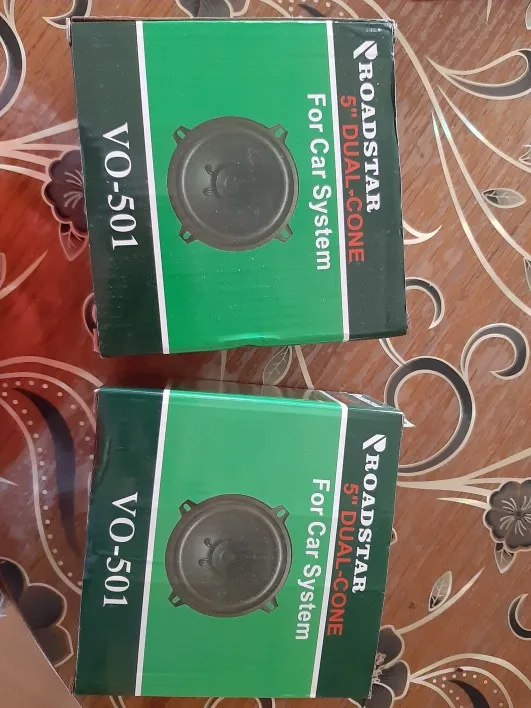 ROADSTAR
5" DUAL-CONE
For Car System
VO-501
ROADSTAR
5" DUAL-CONE
For Car System
VO-501